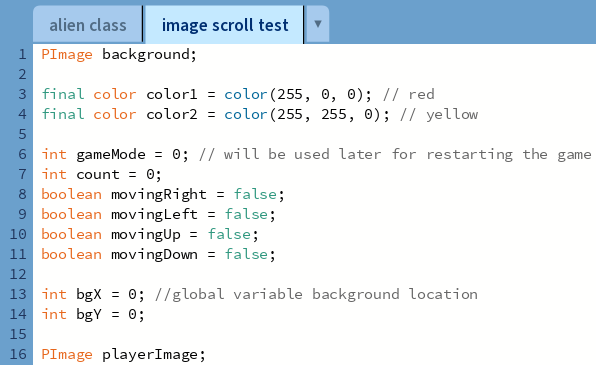 alien class image scroll test ▼
1 PImage background;
2
3 final color color1 = color(255, 0, 0); // red
4 final color color2 = color(255, 255, 0); // yellow
5
6 int gameMode = 0; // will be used later for restarting the game
7 int count = 0;
8 boolean movingRight = false;
9 boolean movingLeft = false;
10 boolean movingUp = false;
11 boolean movingDown = false;
12
13 int bgX = 0; //global variable background location
14 int bgY = 0;
15
16 PImage playerImage;